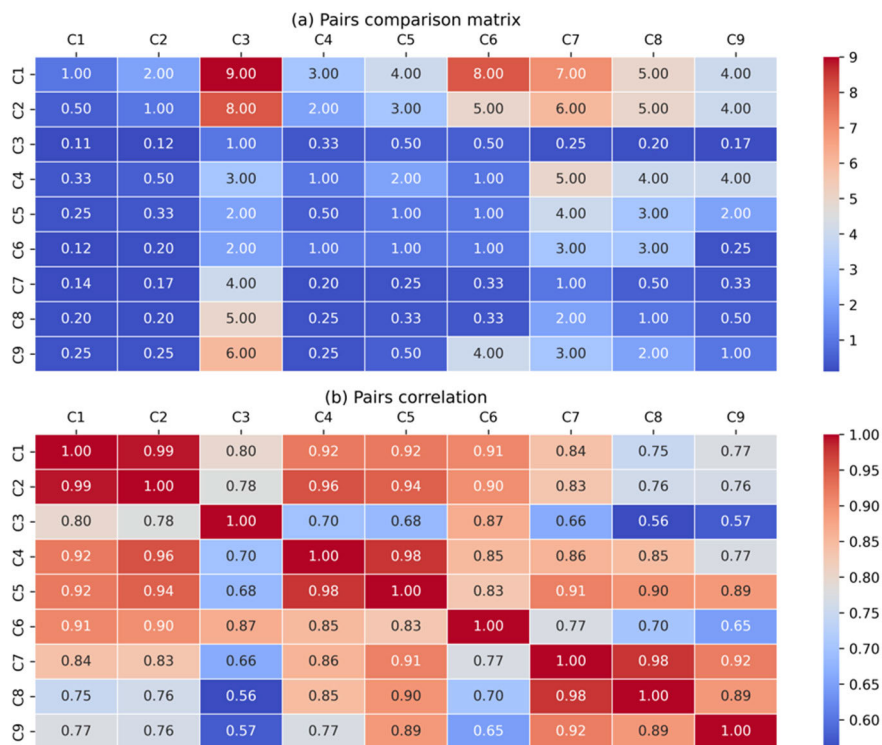 (a) Pairs comparison matrix
C1 C2 C3 C4 C5 C6 C7 C8 C9
C1 1.00 2.00 9.00 3.00 4.00 8.00 7.00 5.00 4.00
C2 0.50 1.00 8.00 2.00 3.00 5.00 6.00 5.00 4.00
C3 0.11 0.12 1.00 0.33 0.50 0.50 0.25 0.20 0.17
C4 0.33 0.50 3.00 1.00 2.00 1.00 5.00 4.00 4.00
C5 0.25 0.33 2.00 0.50 1.00 1.00 4.00 3.00 2.00
C6 0.12 0.20 2.00 1.00 1.00 1.00 3.00 3.00 0.25
C7 0.14 0.17 4.00 0.20 0.25 0.33 1.00 0.50 0.33
C8 0.20 0.20 5.00 0.25 0.33 0.33 2.00 1.00 0.50
C9 0.25 0.25 6.00 0.25 0.50 4.00 3.00 2.00 1.00
9
8
7
6
5
4
3
2
1
(b) Pairs correlation
C1 C2 C3 C4 C5 C6 C7 C8 C9
C1 1.00 0.99 0.80 0.92 0.92 0.91 0.84 0.75 0.77
C2 0.99 1.00 0.78 0.96 0.94 0.90 0.83 0.76 0.76
C3 0.80 0.78 1.00 0.70 0.68 0.87 0.66 0.56 0.57
C4 0.92 0.96 0.70 1.00 0.98 0.85 0.86 0.85 0.77
C5 0.92 0.94 0.68 0.98 1.00 0.83 0.91 0.90 0.89
C6 0.91 0.90 0.87 0.85 0.83 1.00 0.77 0.70 0.65
C7 0.84 0.83 0.66 0.86 0.91 0.77 1.00 0.98 0.92
C8 0.75 0.76 0.56 0.85 0.90 0.70 0.98 1.00 0.89
C9 0.77 0.76 0.57 0.77 0.89 0.65 0.92 0.89 1.00
1.00
0.95
0.90
0.85
0.80
0.75
0.70
0.65
0.60